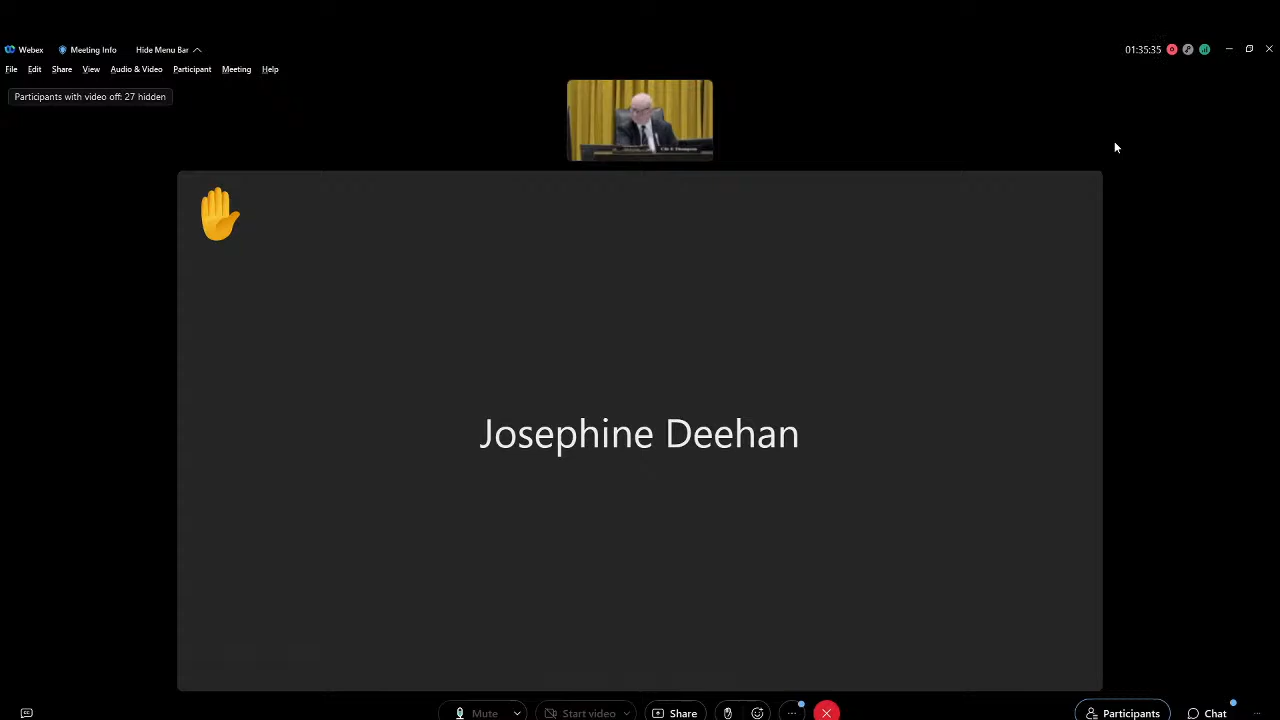 Webex Meeting Info Hide Menu Bar 01:35:35
File Edit Share View Audio & Video Participant Meeting Help
Participants with video off: 27 hidden
Josephine Deehan
Mute Start video Share Participants Chat